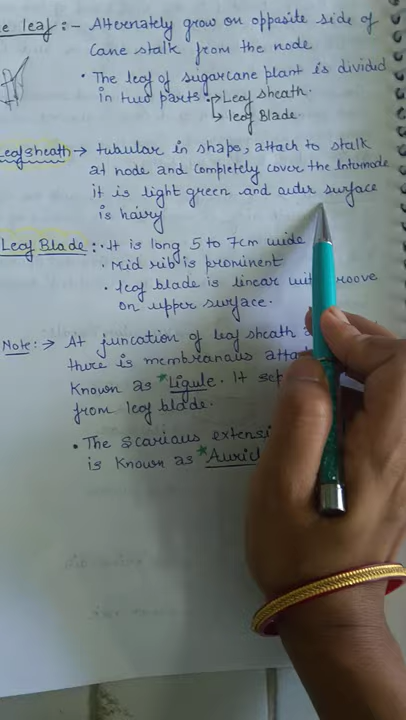 e leaf :- Alternately grow on opposite side of
cane stalk from the node
• The leaf of sugarcane plant is divided
in two parts :→ Leaf sheath.
↳ leaf Blade.
Leaf sheath → tubular in shape, attach to stalk
at node and completely cover the Internode
it is light green and outer surface
is hairy
Leaf Blade :• It is long 5 to 7cm wide
• Mid rib is prominent
• leaf blade is linear with groove
on upper surface.
Note :→ At juncation of leaf sheath
there is membranaus
Known as *Ligule. It
from leaf blade.
• The scarious
is Known as *